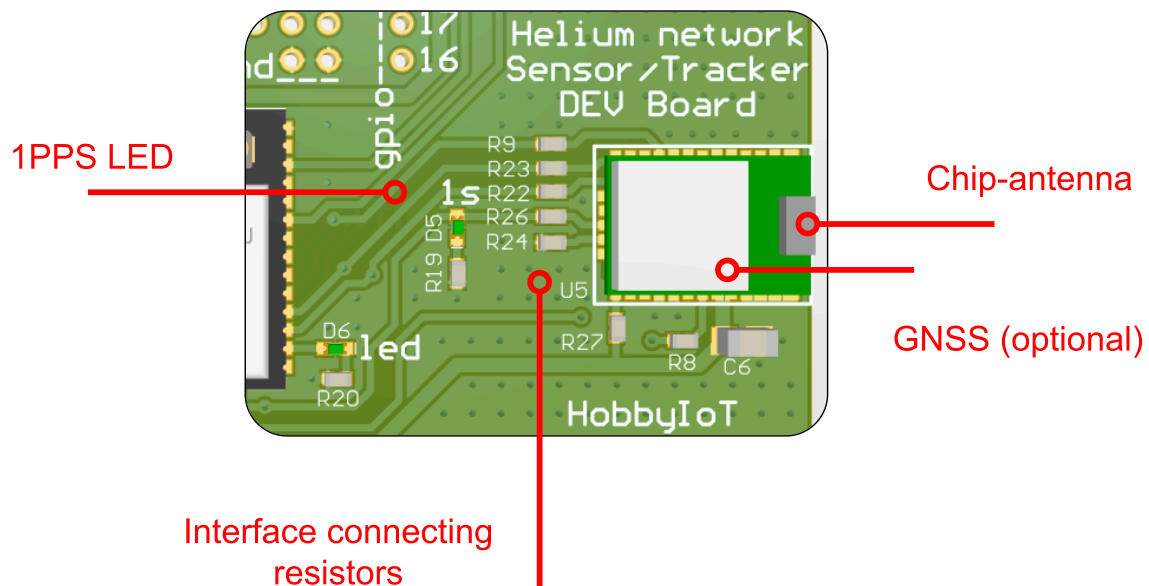 17
16
nd___
gpio---
Helium network
Sensor/Tracker
DEV Board
1PPS LED
R9
R23
1s
R22
D5
R26
R24
R19
U5
Chip-antenna
GNSS (optional)
D6
led
R20
R27
R8
C6
HobbyIoT
Interface connecting
resistors